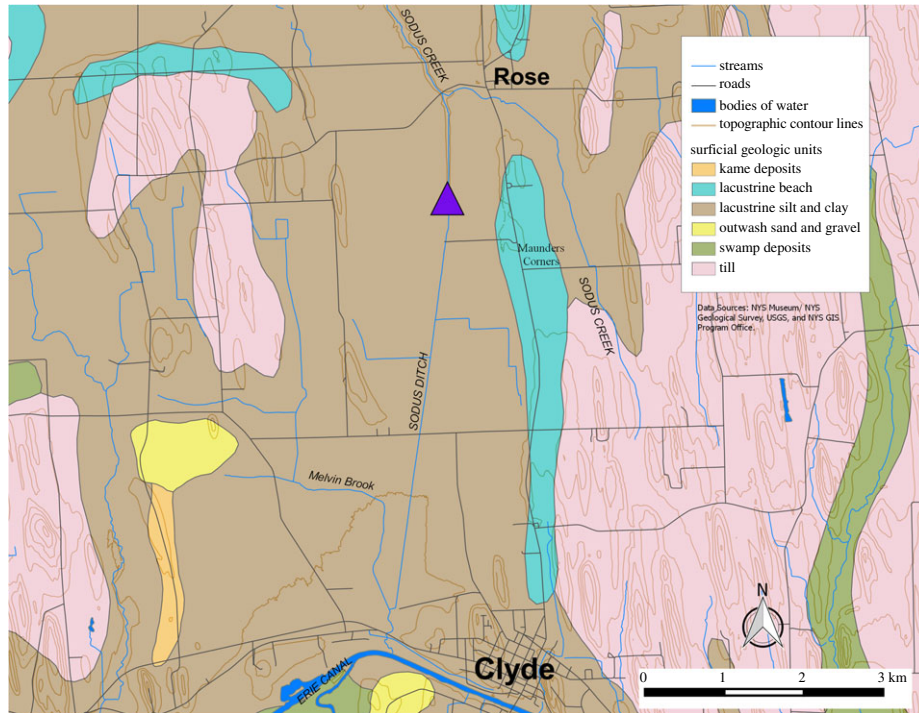 SODUS CREEK
Rose
streams
roads
bodies of water
topographic contour lines
surficial geologic units
kame deposits
lacustrine beach
lacustrine silt and clay
outwash sand and gravel
swamp deposits
till
Maunders
Corners
SODUS CREEK
Data Sources: NYS Museum/ NYS
Geological Survey, USGS, and NYS GIS
Program Office.
SODUS DITCH
Melvin Brook
N
Clyde
ERIE CANAL
0 1 2 3 km